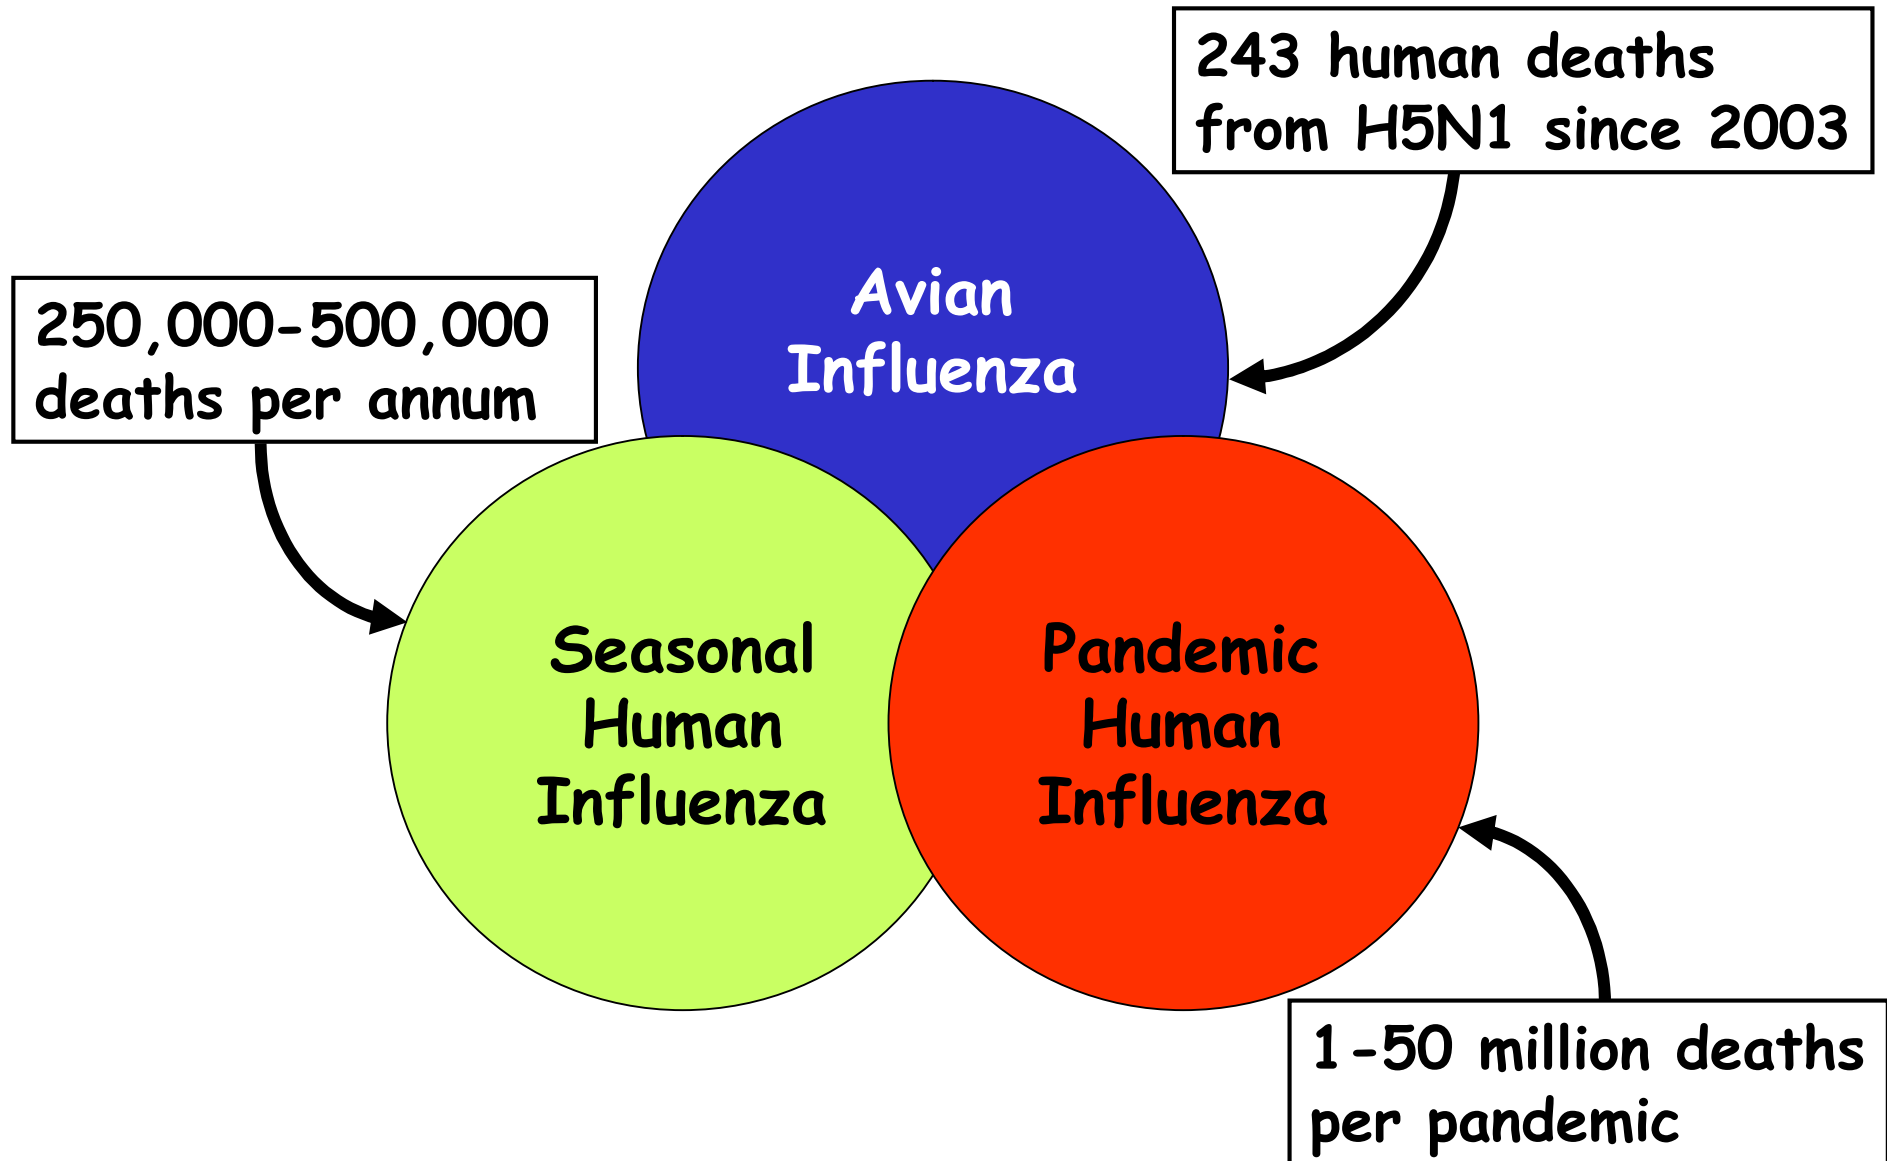 243 human deaths
from H5N1 since 2003
Avian
Influenza
250,000-500,000
deaths per annum
Seasonal
Human
Influenza
Pandemic
Human
Influenza
1-50 million deaths
per pandemic